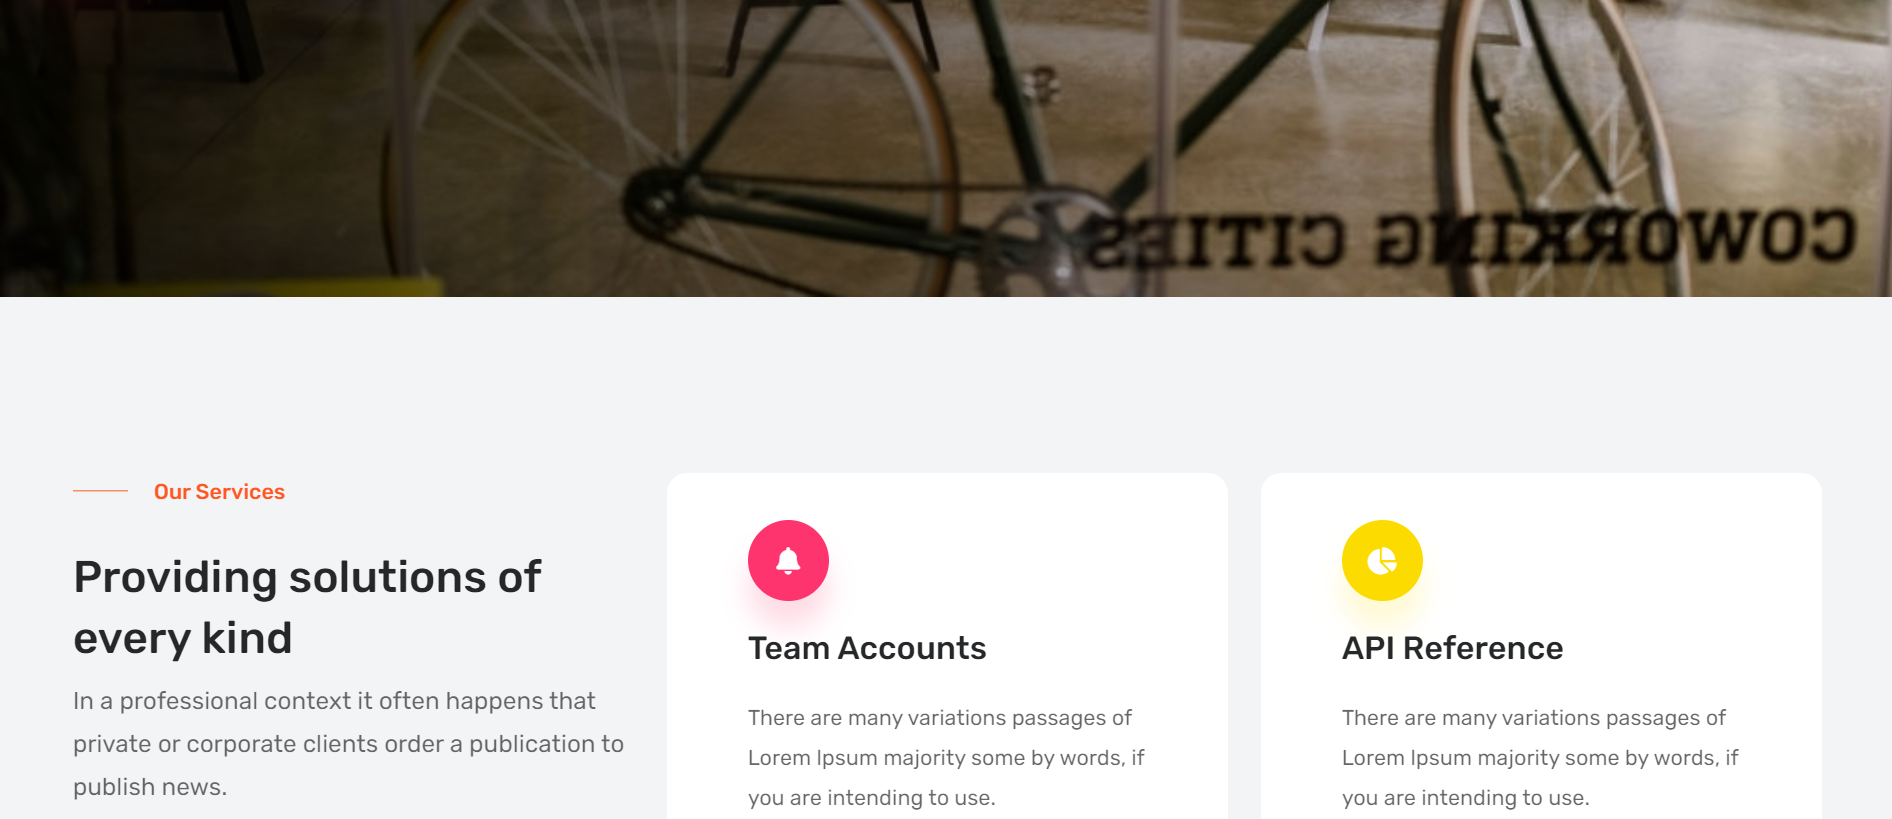 COWORKING CITIES
Our Services
Providing solutions of
every kind
In a professional context it often happens that
private or corporate clients order a publication to
publish news.
Team Accounts
There are many variations passages of
Lorem Ipsum majority some by words, if
you are intending to use.
API Reference
There are many variations passages of
Lorem Ipsum majority some by words, if
you are intending to use.